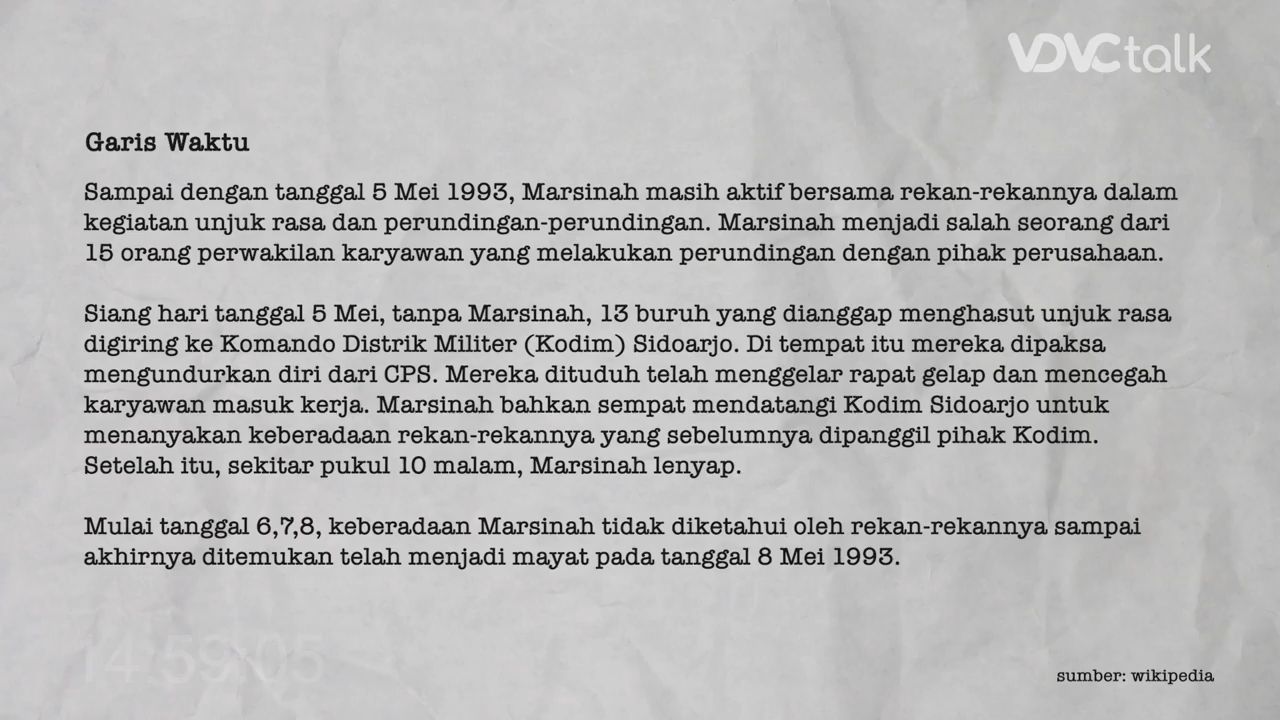 VDVC talk
Garis Waktu
Sampai dengan tanggal 5 Mei 1993, Marsinah masih aktif bersama rekan-rekannya dalam
kegiatan unjuk rasa dan perundingan-perundingan. Marsinah menjadi salah seorang dari
15 orang perwakilan karyawan yang melakukan perundingan dengan pihak perusahaan.
Siang hari tanggal 5 Mei, tanpa Marsinah, 13 buruh yang dianggap menghasut unjuk rasa
digiring ke Komando Distrik Militer (Kodim) Sidoarjo. Di tempat itu mereka dipaksa
mengundurkan diri dari CPS. Mereka dituduh telah menggelar rapat gelap dan mencegah
karyawan masuk kerja. Marsinah bahkan sempat mendatangi Kodim Sidoarjo untuk
menanyakan keberadaan rekan-rekannya yang sebelumnya dipanggil pihak Kodim.
Setelah itu, sekitar pukul 10 malam, Marsinah lenyap.
Mulai tanggal 6,7,8, keberadaan Marsinah tidak diketahui oleh rekan-rekannya sampai
akhirnya ditemukan telah menjadi mayat pada tanggal 8 Mei 1993.
14:59:05
sumber: wikipedia